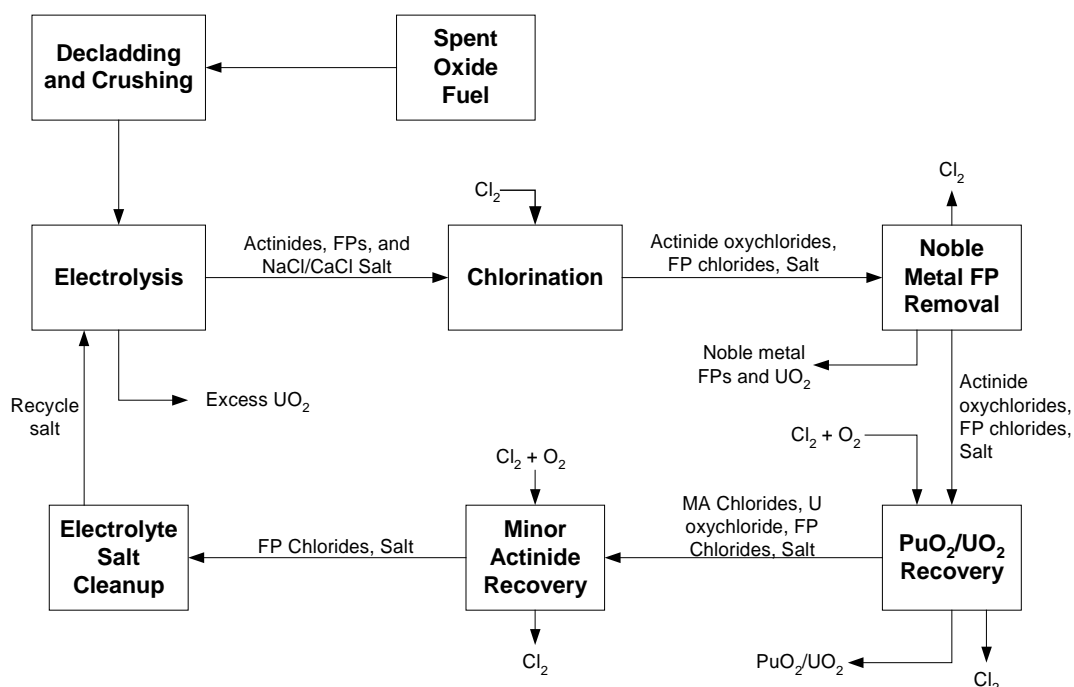 Decladding
and Crushing
Spent
Oxide
Fuel
Cl₂
Cl₂
Electrolysis
Actinides, FPs, and
NaCl/CaCl Salt
Chlorination
Actinide oxychlorides,
FP chlorides, Salt
Noble
Metal FP
Removal
Noble metal
FPs and UO₂
Actinide
oxychlorides,
FP chlorides,
Salt
Recycle
salt
Excess UO₂
Cl₂ + O₂
Cl₂ + O₂
Electrolyte
Salt
Cleanup
FP Chlorides, Salt
Minor
Actinide
Recovery
MA Chlorides, U
oxychloride, FP
Chlorides, Salt
PuO₂/UO₂
Recovery
Cl₂
PuO₂/UO₂
Cl₂